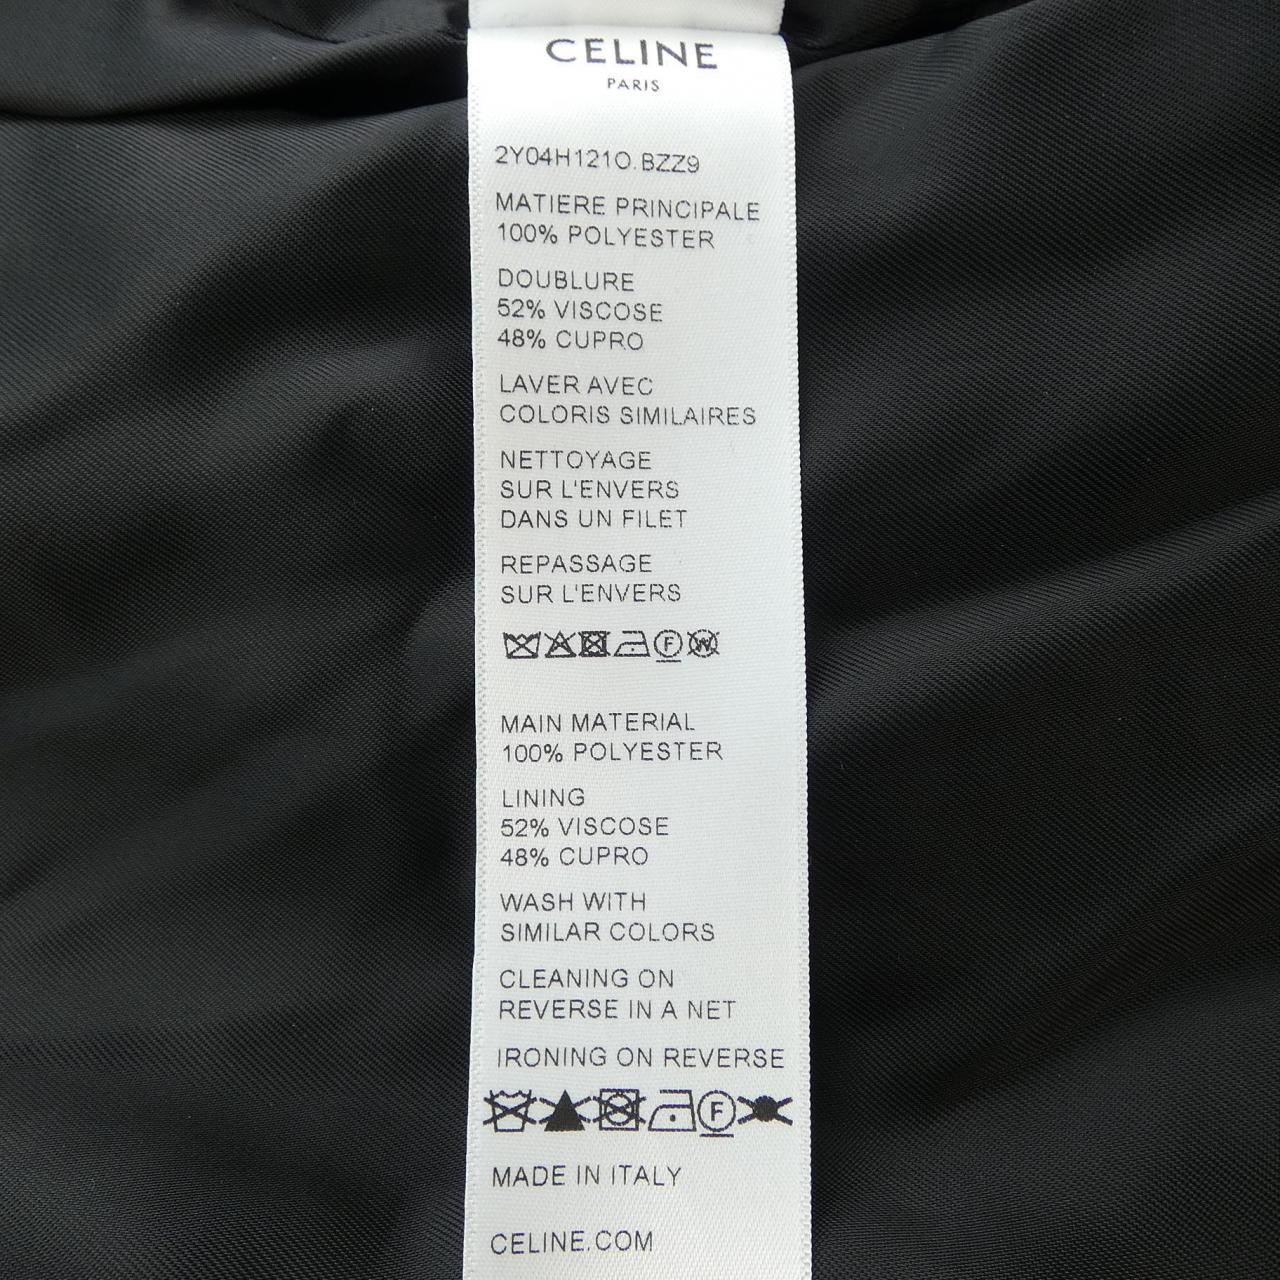 CELINE
PARIS
2Y04H121O.BZZ9
MATIERE PRINCIPALE
100% POLYESTER
DOUBLURE
52% VISCOSE
48% CUPRO
LAVER AVEC
COLORIS SIMILAIRES
NETTOYAGE
SUR L'ENVERS
DANS UN FILET
REPASSAGE
SUR L'ENVERS
F W
MAIN MATERIAL
100% POLYESTER
LINING
52% VISCOSE
48% CUPRO
WASH WITH
SIMILAR COLORS
CLEANING ON
REVERSE IN A NET
IRONING ON REVERSE
F
MADE IN ITALY
CELINE.COM